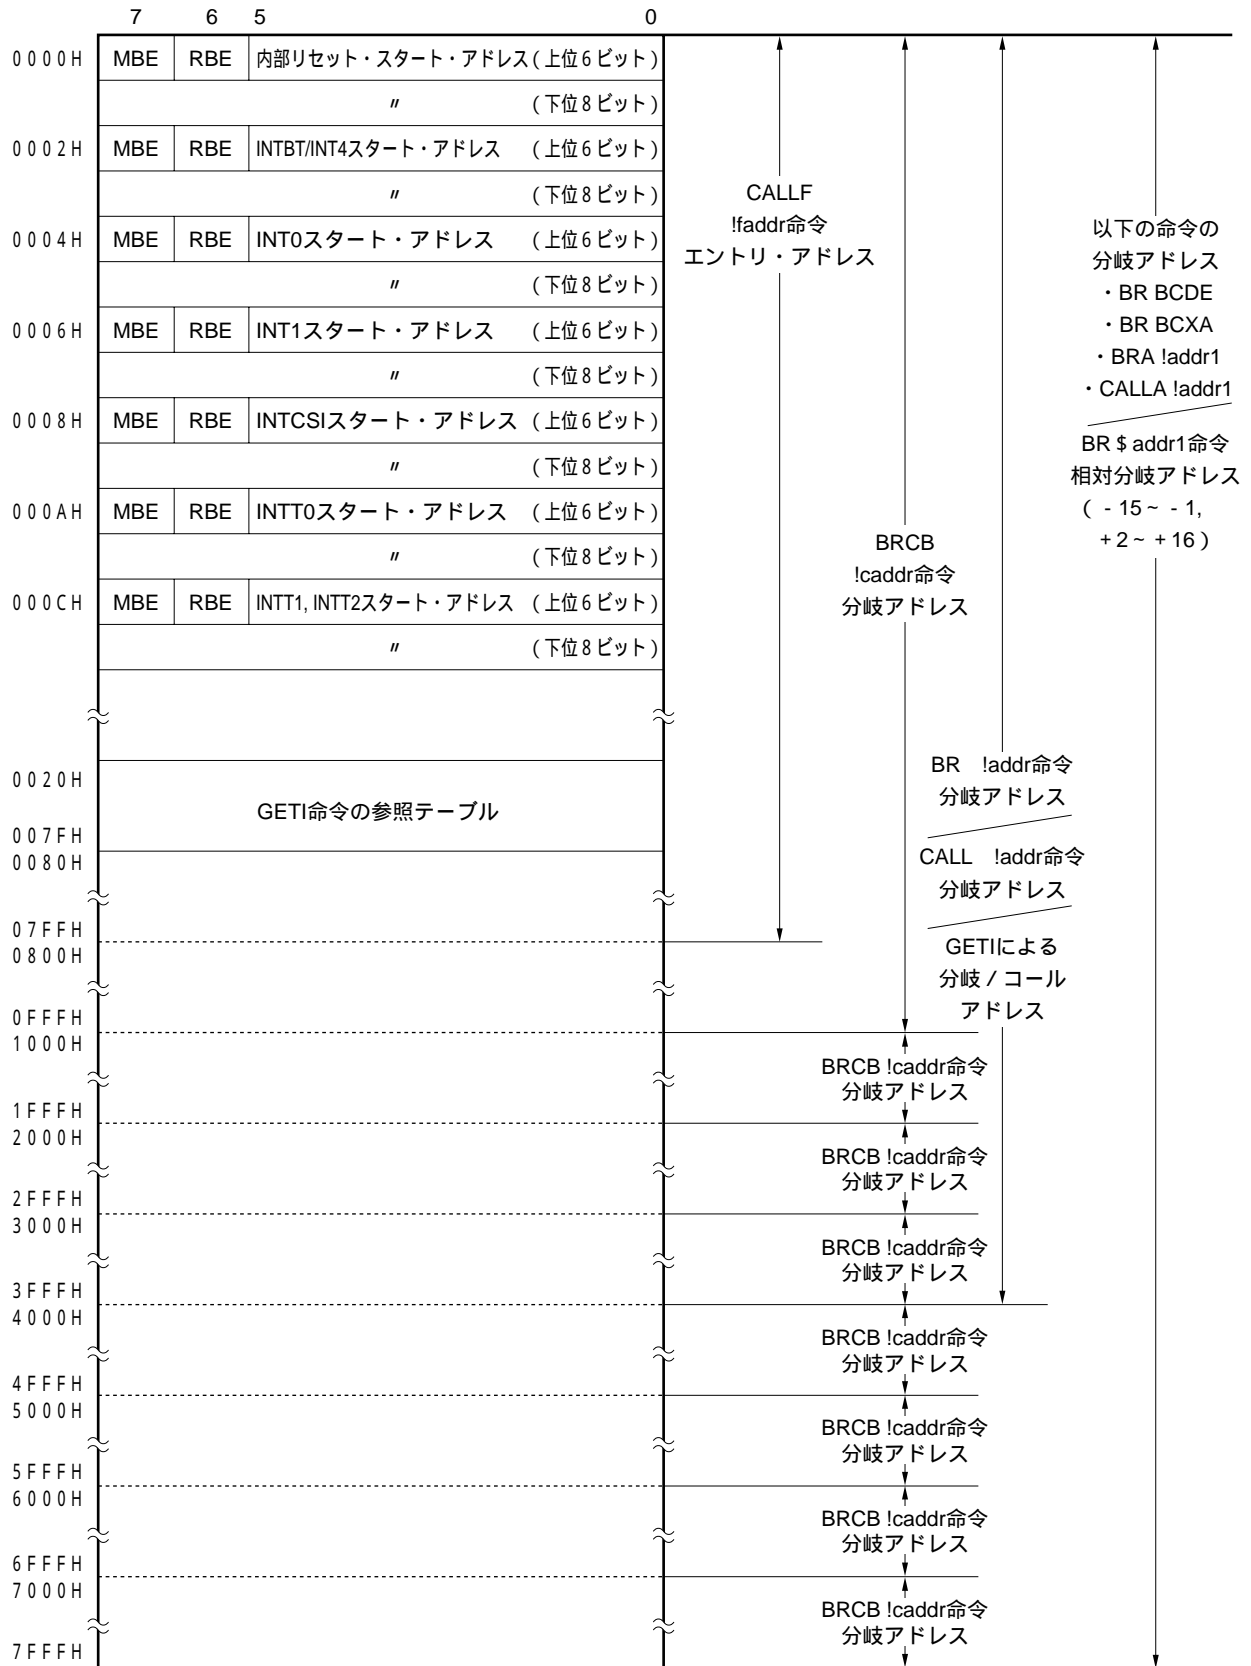 7 6 5 0
0000H MBE RBE 内部リセット・スタート・アドレス(上位6ビット)
〃 (下位8ビット)
0002H MBE RBE INTBT/INT4スタート・アドレス (上位6ビット)
〃 (下位8ビット)
0004H MBE RBE INT0スタート・アドレス (上位6ビット)
〃 (下位8ビット)
0006H MBE RBE INT1スタート・アドレス (上位6ビット)
〃 (下位8ビット)
0008H MBE RBE INTCSIスタート・アドレス (上位6ビット)
〃 (下位8ビット)
000AH MBE RBE INTT0スタート・アドレス (上位6ビット)
〃 (下位8ビット)
000CH MBE RBE INTT1, INTT2スタート・アドレス (上位6ビット)
〃 (下位8ビット)
0020H
GETI命令の参照テーブル
007FH
0080H
07FFH
0800H
0FFFH
1000H
1FFFH
2000H
2FFFH
3000H
3FFFH
4000H
4FFFH
5000H
5FFFH
6000H
6FFFH
7000H
7FFFH
CALLF
!faddr命令
エントリ・アドレス
BRCB
!caddr命令
分岐アドレス
BRCB !caddr命令
分岐アドレス
BRCB !caddr命令
分岐アドレス
BRCB !caddr命令
分岐アドレス
BRCB !caddr命令
分岐アドレス
BRCB !caddr命令
分岐アドレス
BRCB !caddr命令
分岐アドレス
BRCB !caddr命令
分岐アドレス
BR !addr命令
分岐アドレス
CALL !addr命令
分岐アドレス
GETIによる
分岐/コール
アドレス
以下の命令の
分岐アドレス
・BR BCDE
・BR BCXA
・BRA !addr1
・CALLA !addr1
BR $ addr1命令
相対分岐アドレス
( - 15 ~ - 1,
+ 2 ~ + 16 )